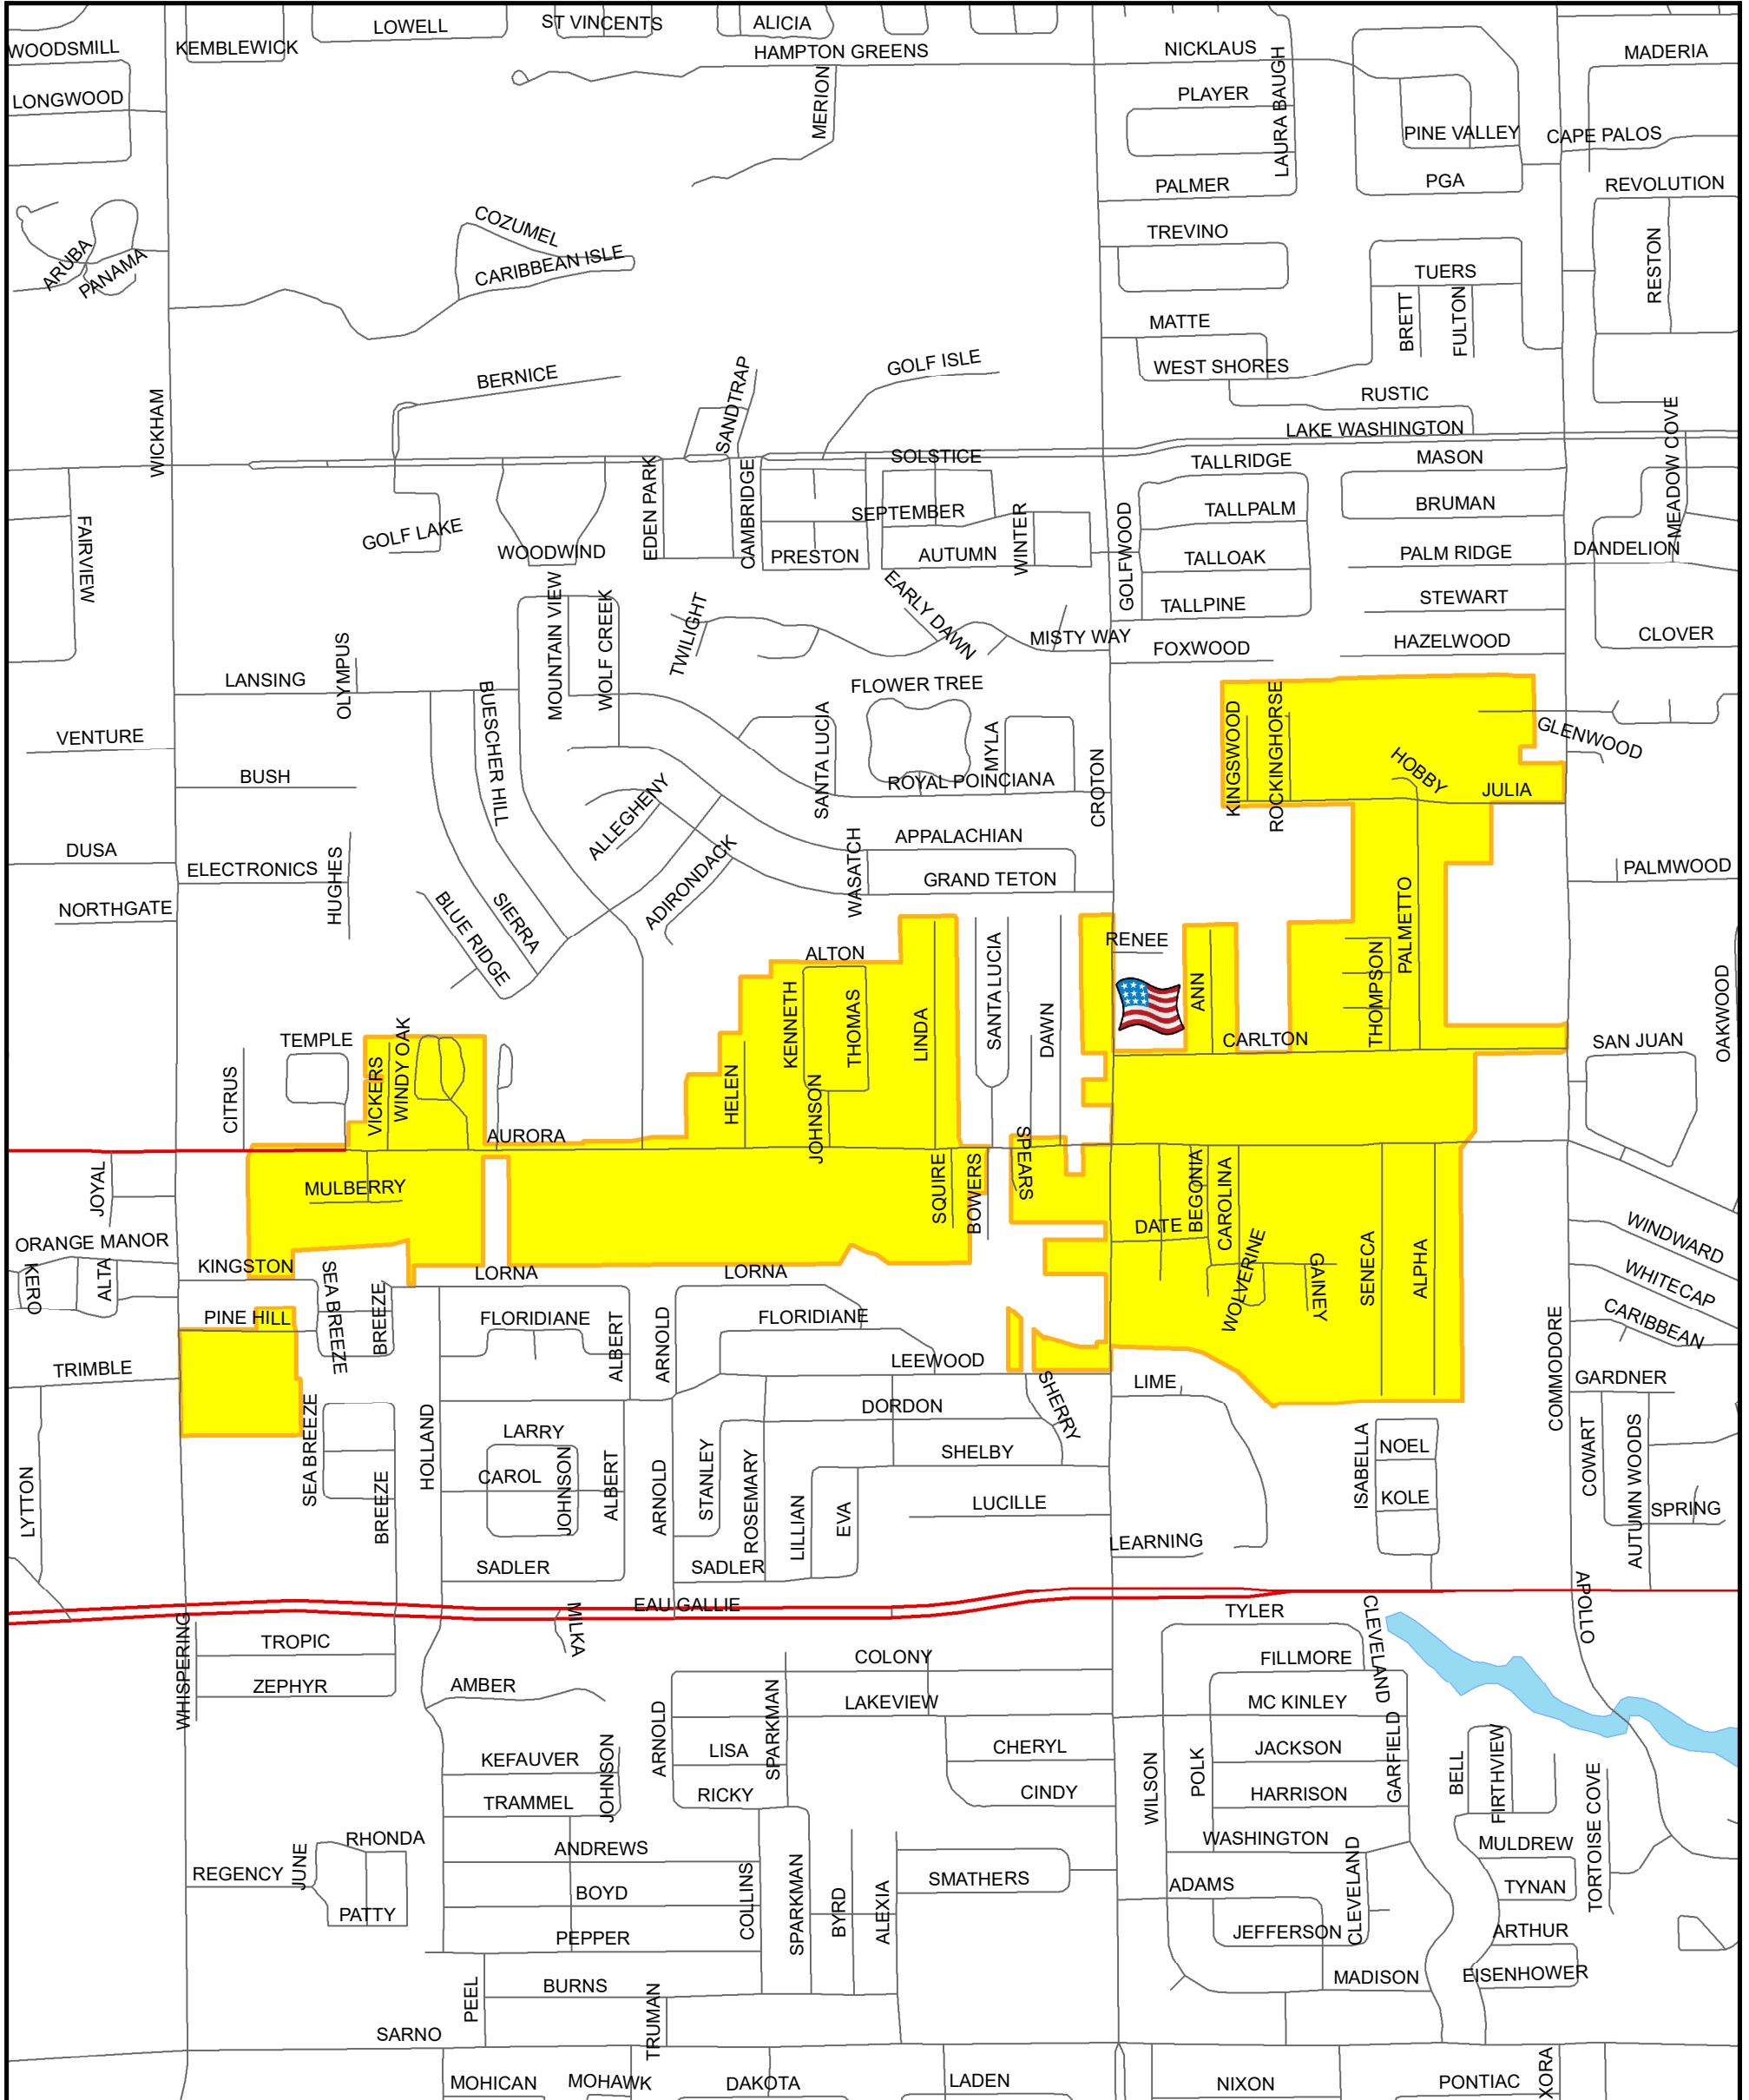 LOWELL
ST VINCENTS
ALICIA
WOODSMILL
KEMBLEWICK
HAMPTON GREENS
NICKLAUS
MADERIA
LONGWOOD
MERION
PLAYER
LAURA BAUGH
PINE VALLEY
CAPE PALOS
PALMER
PGA
REVOLUTION
COZUMEL
TREVINO
ARUBA
PANAMA
CARIBBEAN ISLE
TUERS
RESTON
BRETT
FULTON
MATTE
BERNICE
SANDTRAP
GOLF ISLE
WEST SHORES
RUSTIC
WICKHAM
LAKE WASHINGTON
MEADOW COVE
SOLSTICE
TALLRIDGE
MASON
EDEN PARK
CAMBRIDGE
FAIRVIEW
GOLF LAKE
SEPTEMBER
WINTER
GOLFWOOD
TALLPALM
BRUMAN
WOODWIND
PRESTON
AUTUMN
TALLOAK
PALM RIDGE
DANDELION
MOUNTAIN VIEW
WOLF CREEK
TWILIGHT
EARLY DAWN
TALLPINE
STEWART
MISTY WAY
FOXWOOD
HAZELWOOD
CLOVER
LANSING
OLYMPUS
BUESCHER HILL
FLOWER TREE
KINGSWOOD
ROCKINGHORSE
VENTURE
SANTA LUCIA
MYLA
GLENWOOD
BUSH
ROYAL POINCIANA
CROTON
HOBBY
JULIA
ALLEGHENY
DUSA
ELECTRONICS
HUGHES
APPALACHIAN
WASATCH
ADIRONDACK
GRAND TETON
PALMWOOD
NORTHGATE
BLUE RIDGE
SIERRA
PALMETTO
ALTON
RENEE
KENNETH
THOMAS
LINDA
SANTA LUCIA
DAWN
ANN
THOMPSON
OAKWOOD
TEMPLE
CARLTON
SAN JUAN
CITRUS
VICKERS
WINDY OAK
HELEN
JOHNSON
AURORA
JOYAL
MULBERRY
SQUIRE
BOWERS
SPEARS
BEGONIA
CAROLINA
DATE
WINDWARD
ORANGE MANOR
KINGSTON
KERO
ALTA
SEA BREEZE
BREEZE
LORNA
LORNA
WOLVERINE
GAINEY
SENECA
ALPHA
WHITECAP
PINE HILL
FLORIDIANE
ALBERT
ARNOLD
FLORIDIANE
COMMODORE
CARIBBEAN
TRIMBLE
LEEWOOD
LIME
GARDNER
SEA BREEZE
HOLLAND
DORDON
SHERRY
LARRY
LYTTON
CAROL
JOHNSON
ALBERT
ARNOLD
STANLEY
ROSEMARY
SHELBY
ISABELLA
NOEL
COWART
AUTUMN WOODS
BREEZE
LILLIAN
EVA
LUCILLE
KOLE
SPRING
LEARNING
SADLER
SADLER
EAU GALLIE
APOLLO
WHISPERING
MILKA
TYLER
CLEVELAND
TROPIC
COLONY
FILLMORE
ZEPHYR
AMBER
ARNOLD
SPARKMAN
LAKEVIEW
MC KINLEY
KEFAUVER
JOHNSON
LISA
CHERYL
WILSON
POLK
JACKSON
GARFIELD
BELL
FIRTHVIEW
TORTOISE COVE
TRAMMEL
RICKY
CINDY
HARRISON
RHONDA
ANDREWS
WASHINGTON
CLEVELAND
MULDREW
REGENCY
JUNE
COLLINS
SPARKMAN
BYRD
ALEXIA
SMATHERS
ADAMS
TYNAN
PATTY
BOYD
JEFFERSON
ARTHUR
PEPPER
MADISON
EISENHOWER
PEEL
BURNS
TRUMAN
SARNO
MOHICAN
MOHAWK
DAKOTA
LADEN
NIXON
PONTIAC
XORA